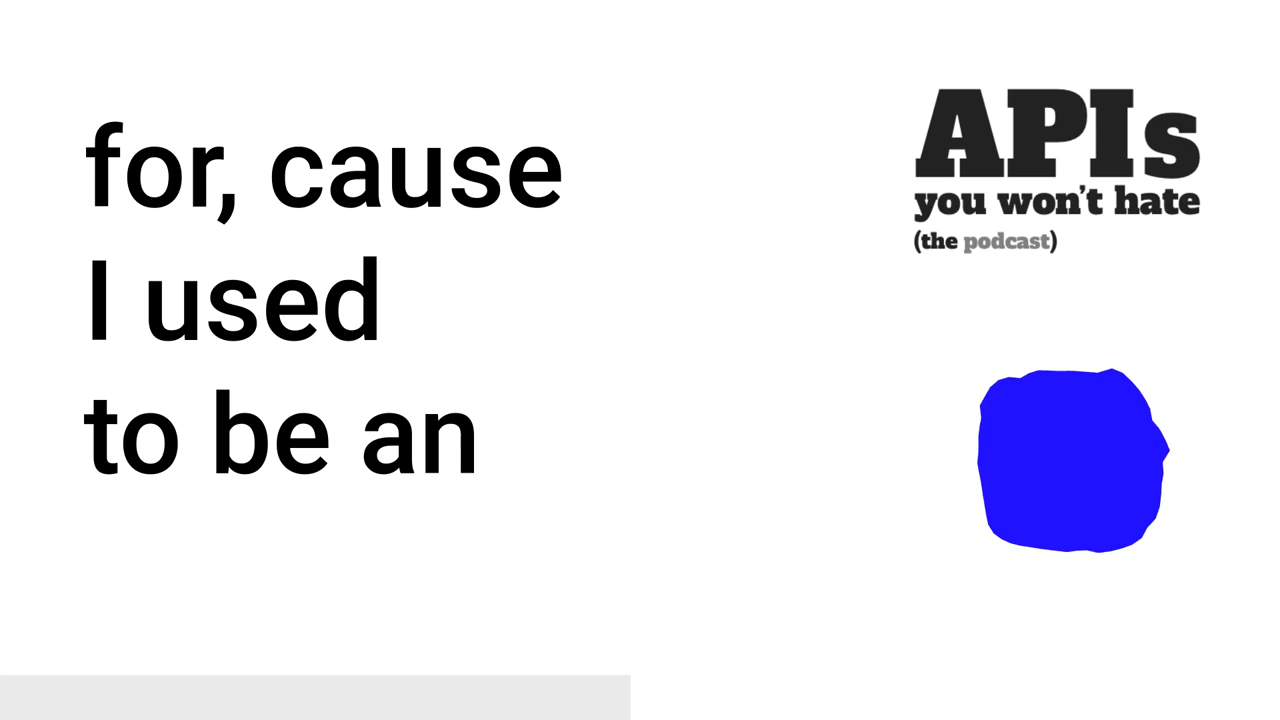 for, cause
I used
to be an
APIs
you won't hate
(the podcast)